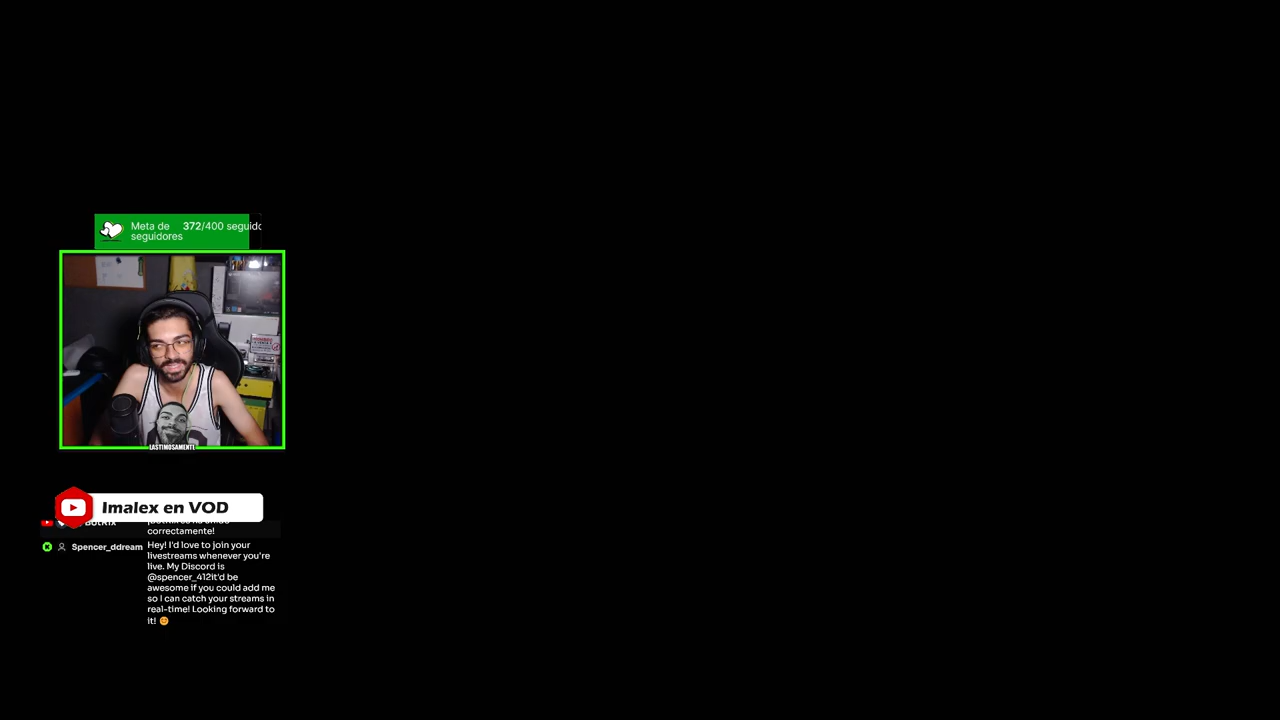 Meta de seguidores
372/400 seguido
LASTIMOSAMENTE
Imalex en VOD
correctamente!
Spencer_ddream
Hey! I'd love to join your
livestreams whenever you're
live. My Discord is
@spencer_412it'd be
awesome if you could add me
so I can catch your streams in
real-time! Looking forward to
it! 😊